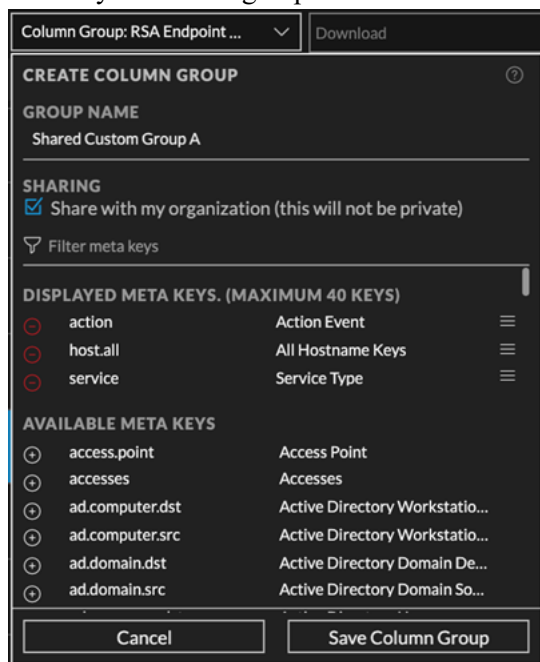 Column Group: RSA Endpoint ... Download
CREATE COLUMN GROUP
GROUP NAME
Shared Custom Group A
SHARING
Share with my organization (this will not be private)
Filter meta keys
DISPLAYED META KEYS. (MAXIMUM 40 KEYS)
action Action Event
host.all All Hostname Keys
service Service Type
AVAILABLE META KEYS
access.point Access Point
accesses Accesses
ad.computer.dst Active Directory Workstatio...
ad.computer.src Active Directory Workstatio...
ad.domain.dst Active Directory Domain De...
ad.domain.src Active Directory Domain So...
Cancel Save Column Group